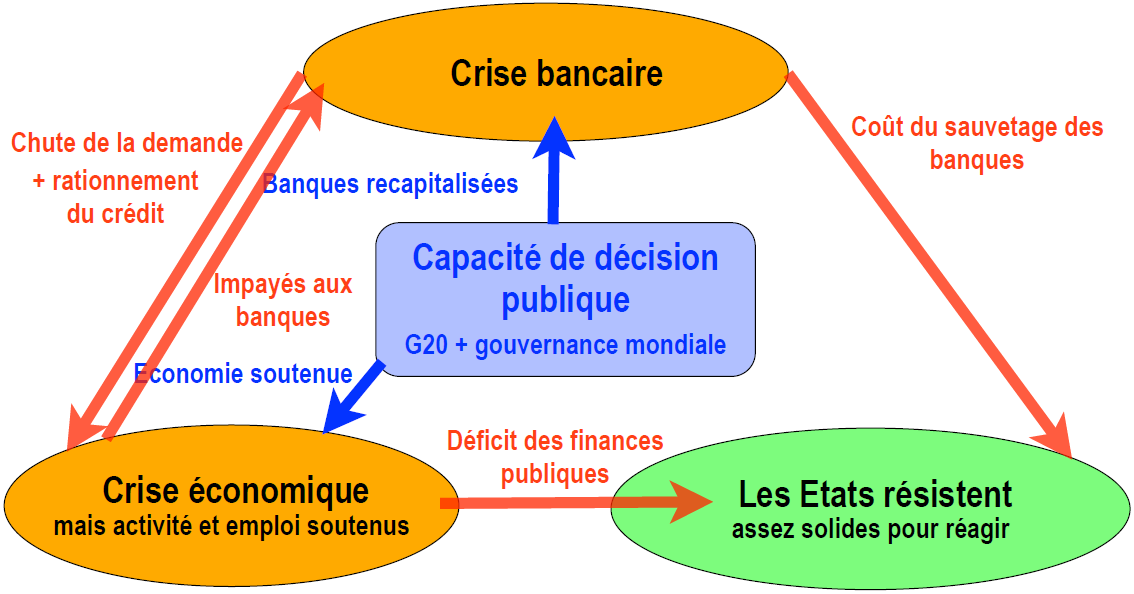 Crise bancaire
Chute de la demande
+ rationnement
du crédit
Coût du sauvetage des
banques
Banques recapitalisées
Capacité de décision
publique
G20 + gouvernance mondiale
Impayés aux
banques
Economie soutenue
Déficit des finances
publiques
Crise économique
mais activité et emploi soutenus
Les Etats résistent
assez solides pour réagir